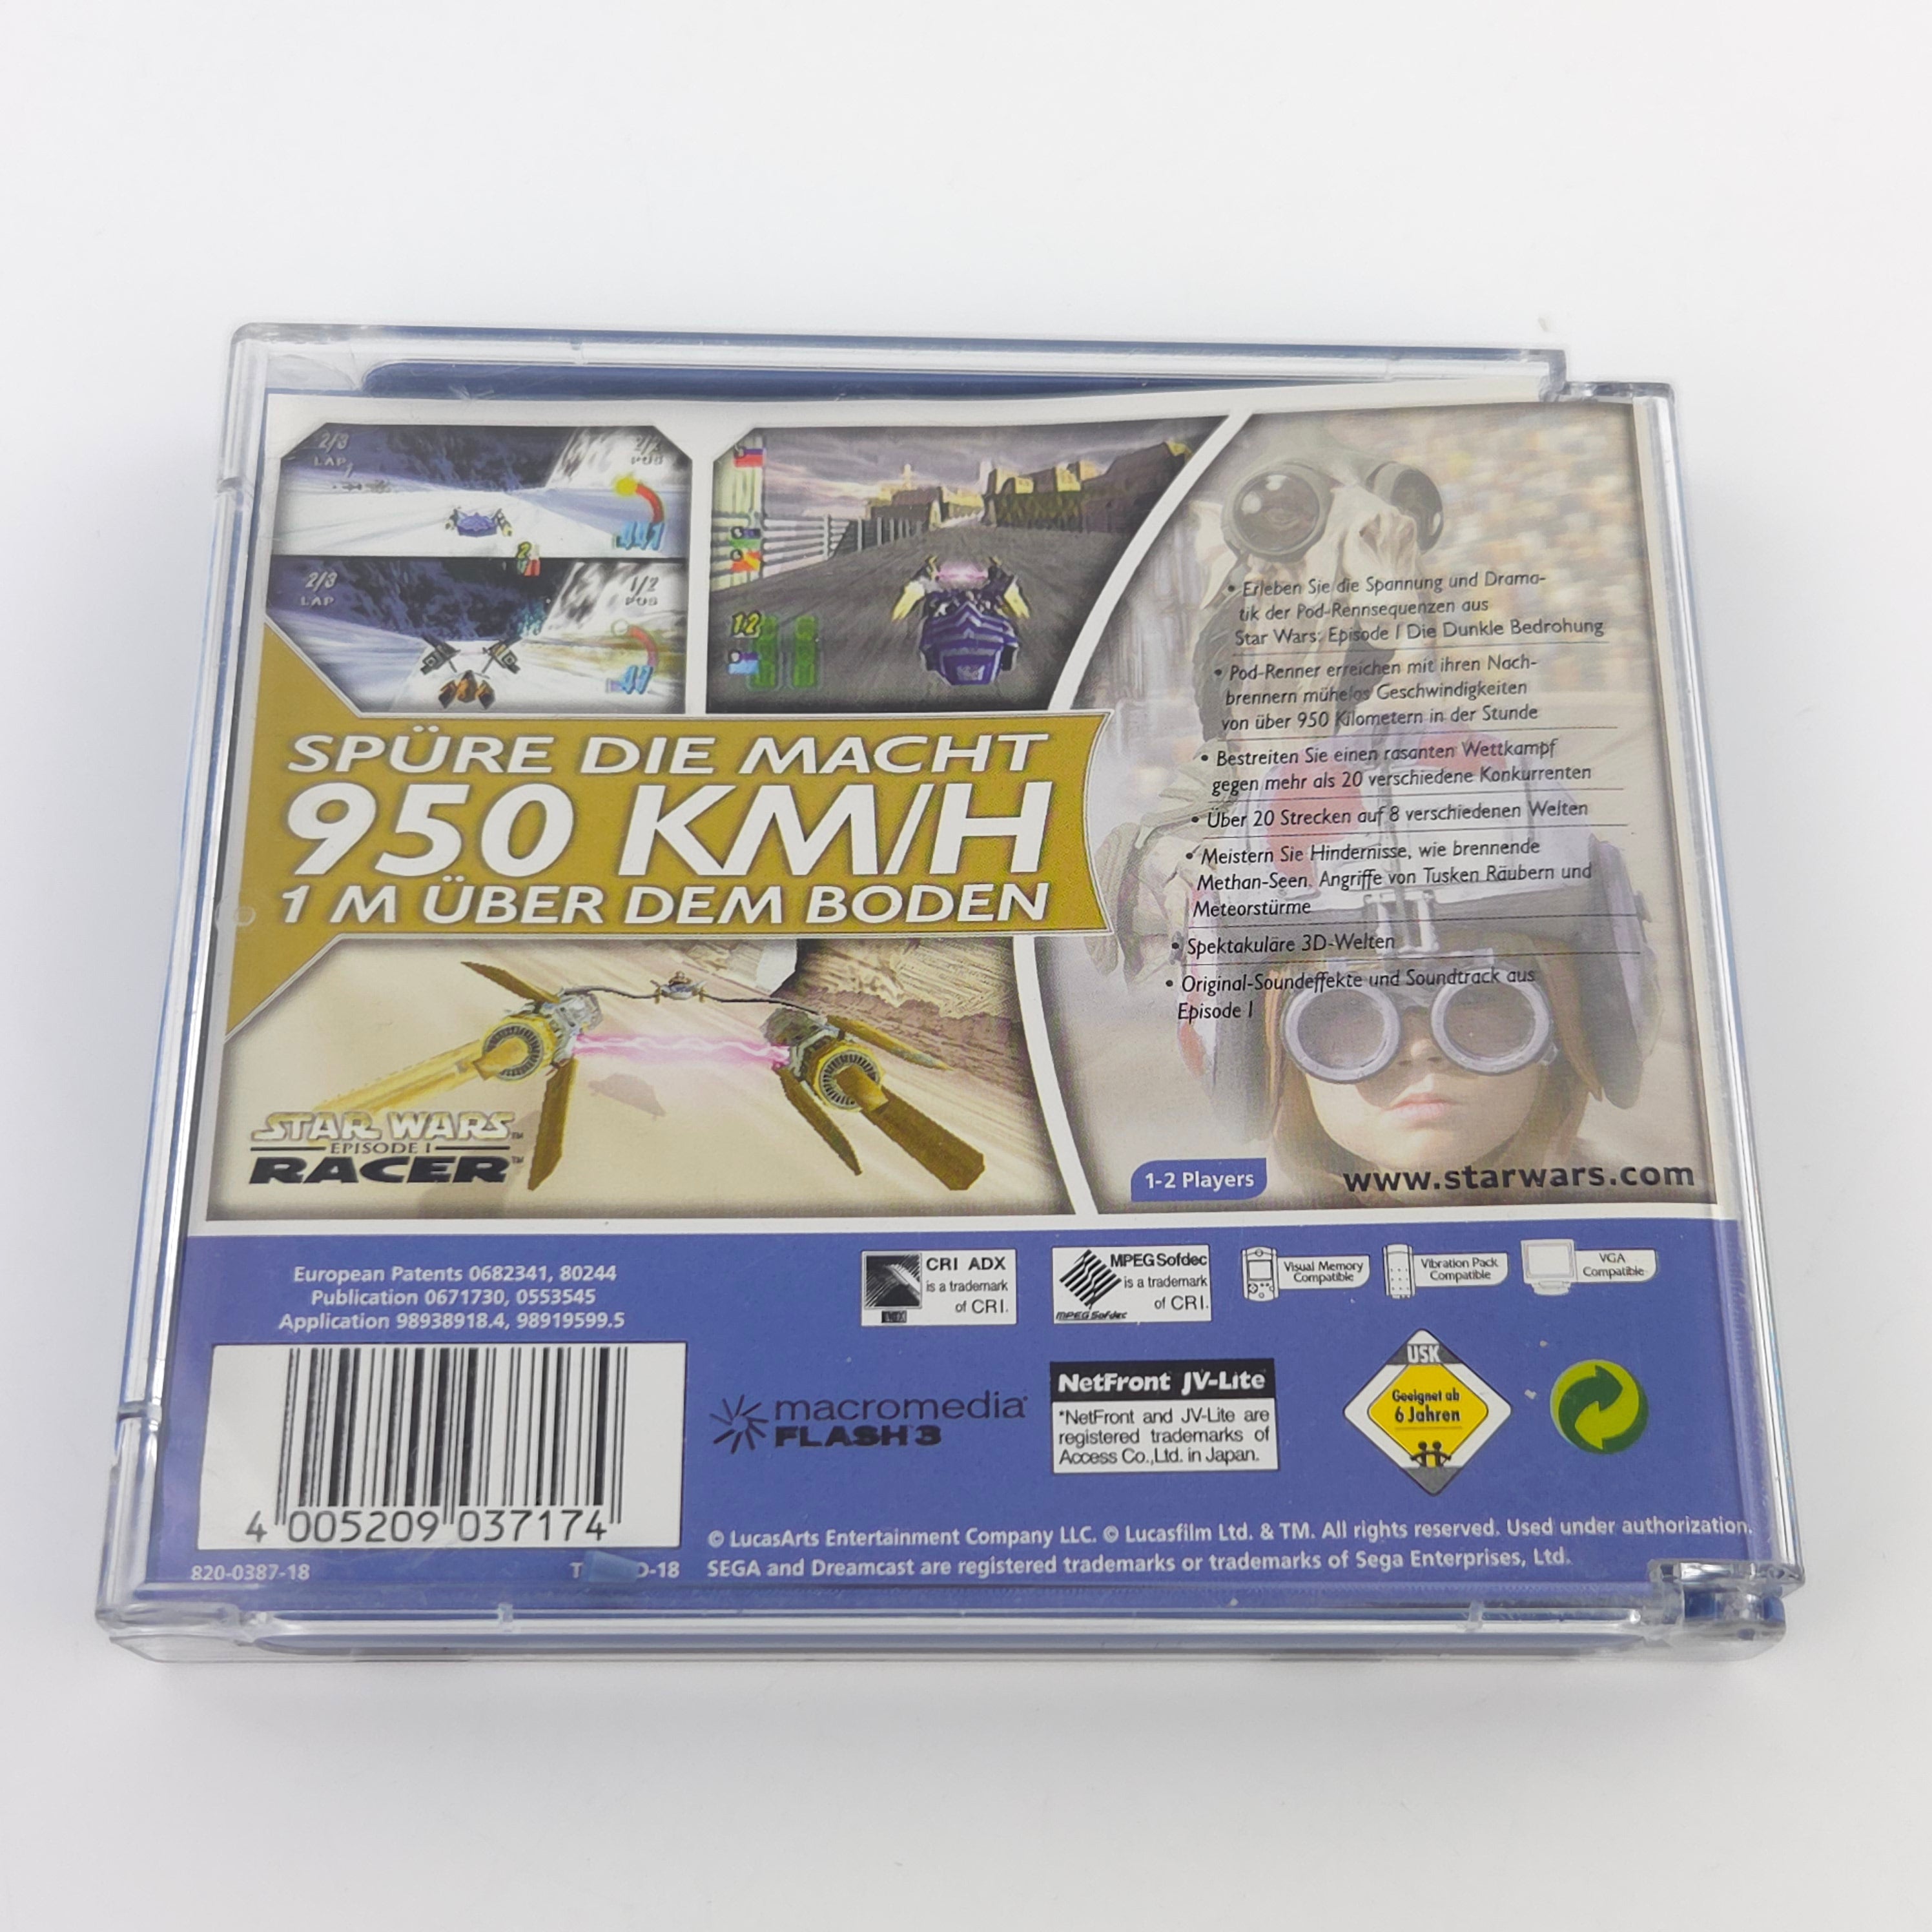 2/3
LAP
2/2
POS
441
2
2/3
LAP
1/2
POS
47
12
SPÜRE DIE MACHT
950 KM/H
1 M ÜBER DEM BODEN
STAR WARS™
EPISODE I
RACER™
• Erleben Sie die Spannung und Drama-
tik der Pod-Rennsequenzen aus
Star Wars: Episode I Die Dunkle Bedrohung
• Pod-Renner erreichen mit ihren Nach-
brennern mühelos Geschwindigkeiten
von über 950 Kilometern in der Stunde
• Bestreiten Sie einen rasanten Wettkampf
gegen mehr als 20 verschiedene Konkurrenten
• Über 20 Strecken auf 8 verschiedenen Welten
• Meistern Sie Hindernisse, wie brennende
Methan-Seen, Angriffe von Tusken Räubern und
Meteorstürme
• Spektakuläre 3D-Welten
• Original-Soundeffekte und Soundtrack aus
Episode I
1-2 Players
www.starwars.com
European Patents 0682341, 80244
Publication 0671730, 0553545
Application 98938918.4, 98919599.5
CRI ADX
is a trademark
of CRI.
MPEG Sofdec
is a trademark
of CRI.
MPEG Sofdec
Visual Memory
Compatible
Vibration Pack
Compatible
VGA
Compatible
macromedia®
FLASH 3
NetFront JV-Lite
*NetFront and JV-Lite are
registered trademarks of
Access Co.,Ltd. in Japan.
USK
Geeignet ab
6 Jahren
4 005209 037174
820-0387-18
D-18
© LucasArts Entertainment Company LLC. © Lucasfilm Ltd. & TM. All rights reserved. Used under authorization.
SEGA and Dreamcast are registered trademarks or trademarks of Sega Enterprises, Ltd.